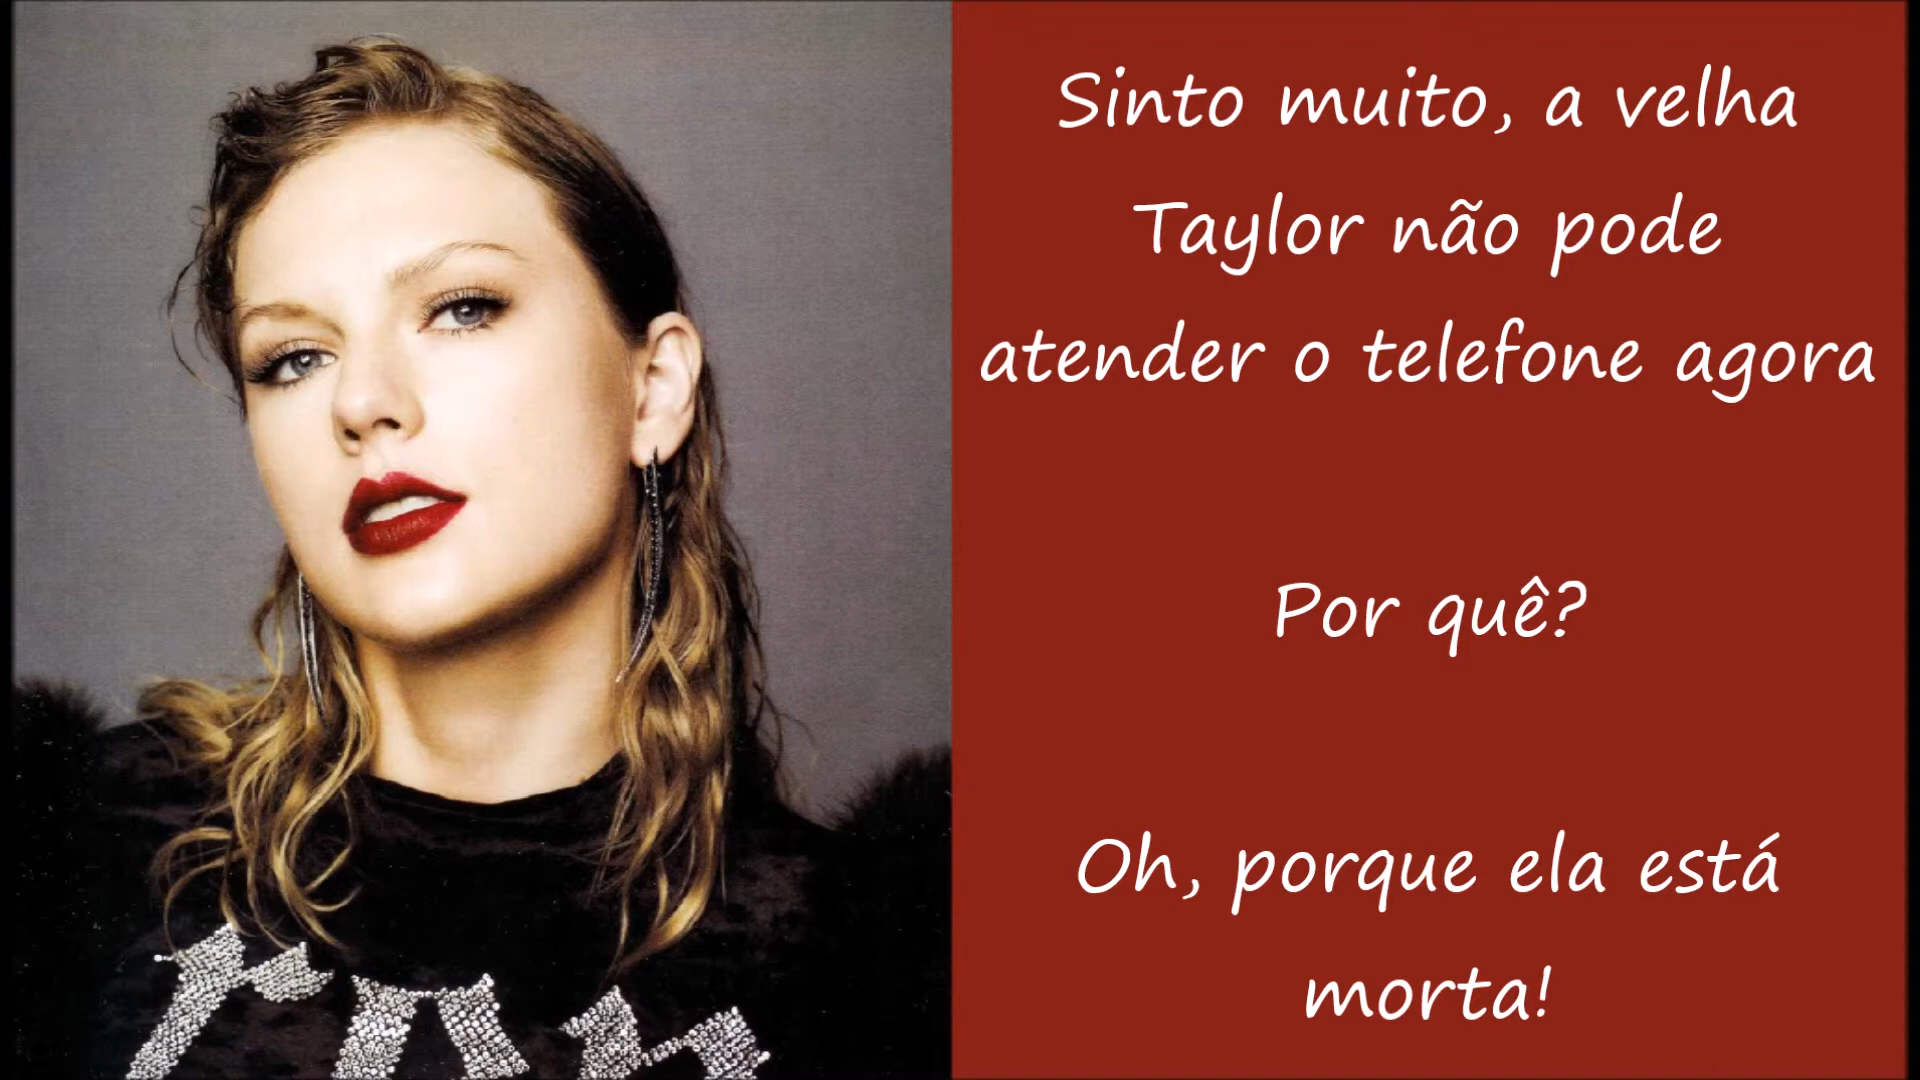 Sinto muito, a velha
Taylor não pode
atender o telefone agora
Por quê?
Oh, porque ela está
morta!